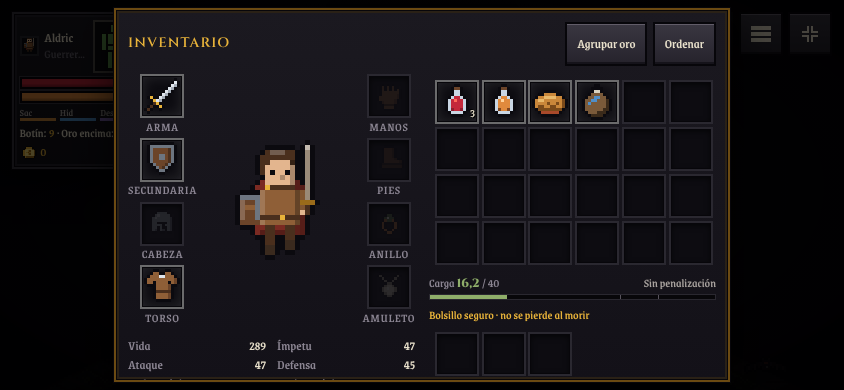 Aldric
Guerrer...
Sac Hid
Botín: 9 · Oro encima:
0
INVENTARIO
Agrupar oro
Ordenar
ARMA
SECUNDARIA
CABEZA
TORSO
MANOS
PIES
ANILLO
AMULETO
3
Carga 16,2 / 40
Sin penalización
Bolsillo seguro · no se pierde al morir
Vida 289 Ímpetu 47
Ataque 47 Defensa 45